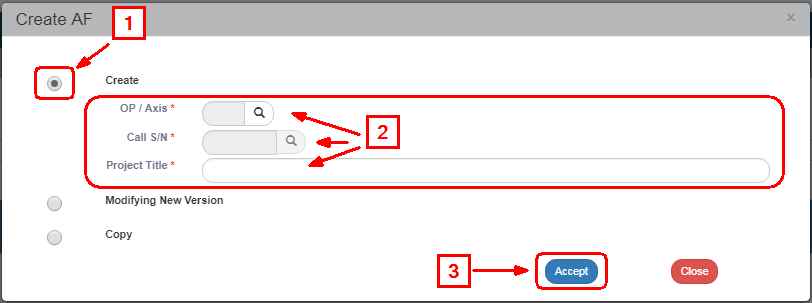 Create AF
×
1
Create
OP / Axis *
Call S/N *
2
Project Title *
Modifying New Version
Copy
3
Accept
Close